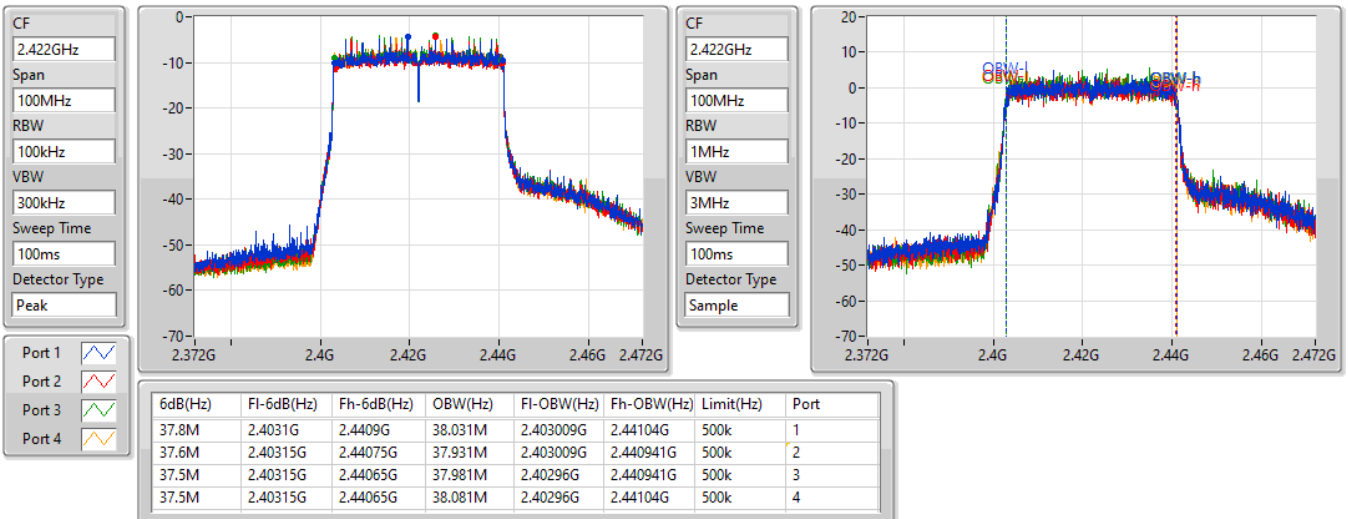 CF
2.422GHz
Span
100MHz
RBW
100kHz
VBW
300kHz
Sweep Time
100ms
Detector Type
Peak
0
-10
-20
-30
-40
-50
-60
-70
2.372G 2.4G 2.42G 2.44G 2.46G 2.472G
CF
2.422GHz
Span
100MHz
RBW
1MHz
VBW
3MHz
Sweep Time
100ms
Detector Type
Sample
20
10
0
-10
-20
-30
-40
-50
-60
-70
OBW-l
OBW-h
OBW-h
2.372G 2.4G 2.42G 2.44G 2.46G 2.472G
Port 1
Port 2
Port 3
Port 4
6dB(Hz) Fl-6dB(Hz) Fh-6dB(Hz) OBW(Hz) Fl-OBW(Hz) Fh-OBW(Hz) Limit(Hz) Port
37.8M 2.4031G 2.4409G 38.031M 2.403009G 2.44104G 500k 1
37.6M 2.40315G 2.44075G 37.931M 2.403009G 2.440941G 500k 2
37.5M 2.40315G 2.44065G 37.981M 2.40296G 2.440941G 500k 3
37.5M 2.40315G 2.44065G 38.081M 2.40296G 2.44104G 500k 4